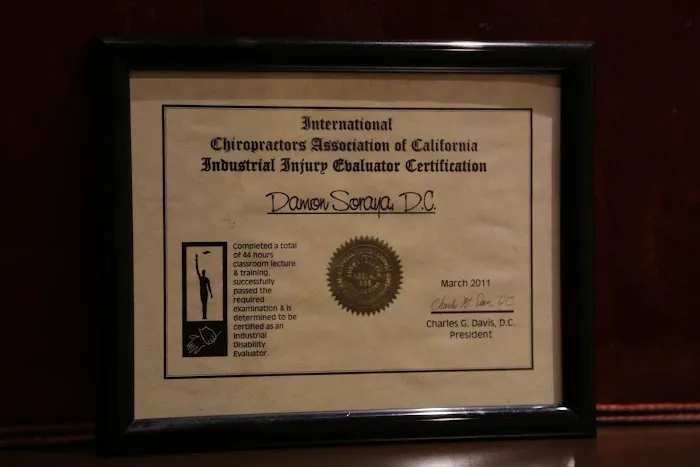 International
Chiropractors Association of California
Industrial Injury Evaluator Certification
Damon Soraya, D.C.
Completed a total
of 44 hours
classroom lecture
& training,
successfully
passed the
required
examination & is
determined to be
certified as an
Industrial
Disability
Evaluator.
March 2011
Charles G. Davis, D.C.
President